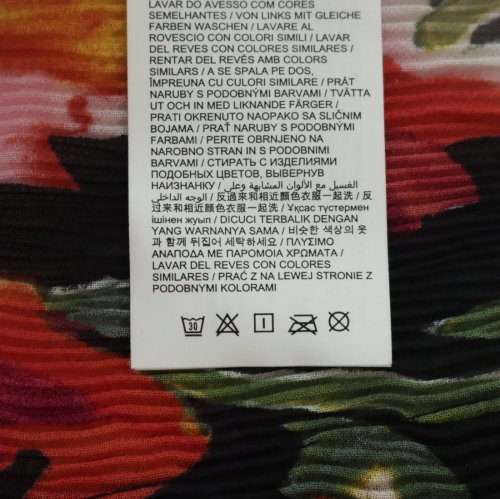 LAVAR DO AVESSO COM CORES
SEMELHANTES / VON LINKS MIT GLEICHE
FARBEN WASCHEN / LAVARE AL
ROVESCIO CON COLORI SIMILI / LAVAR
DEL REVES CON COLORES SIMILARES /
RENTAR DEL REVÉS AMB COLORS
SIMILARS / A SE SPALA PE DOS,
ÎMPREUNA CU CULORI SIMILARE / PRÁT
NARUBY S PODOBNÝMI BARVAMI / TVÄTTA
UT OCH IN MED LIKNANDE FÄRGER /
PRATI OKRENUTO NAOPAKO SA SLIČNIM
BOJAMA / PRAŤ NARUBY S PODOBNÝMI
FARBAMI / PERITE OBRNJENO NA
NAROBNO STRAN IN S PODOBNIMI
BARVAMI / СТИРАТЬ С ИЗДЕЛИЯМИ
ПОДОБНЫХ ЦВЕТОВ, ВЫВЕРНУВ
НАИЗНАНКУ / الغسيل مع الألوان المشابهة وعلى
الوجه الداخلي / 反過來和相近顏色衣服一起洗 / 反
过来和相近颜色衣服一起洗 / Ұқсас түстермен
ішінен жуып / DICUCI TERBALIK DENGAN
YANG WARNANYA SAMA / 비슷한 색상의 옷
과 함께 뒤집어 세탁하세요 / ΠΛΥΣΙΜΟ
ΑΝΑΠΟΔΑ ΜΕ ΠΑΡΟΜΟΙΑ ΧΡΩΜΑΤΑ /
LAVAR DEL REVES CON COLORES
SIMILARES / PRAĆ Z NA LEWEJ STRONIE Z
PODOBNYMI KOLORAMI
30